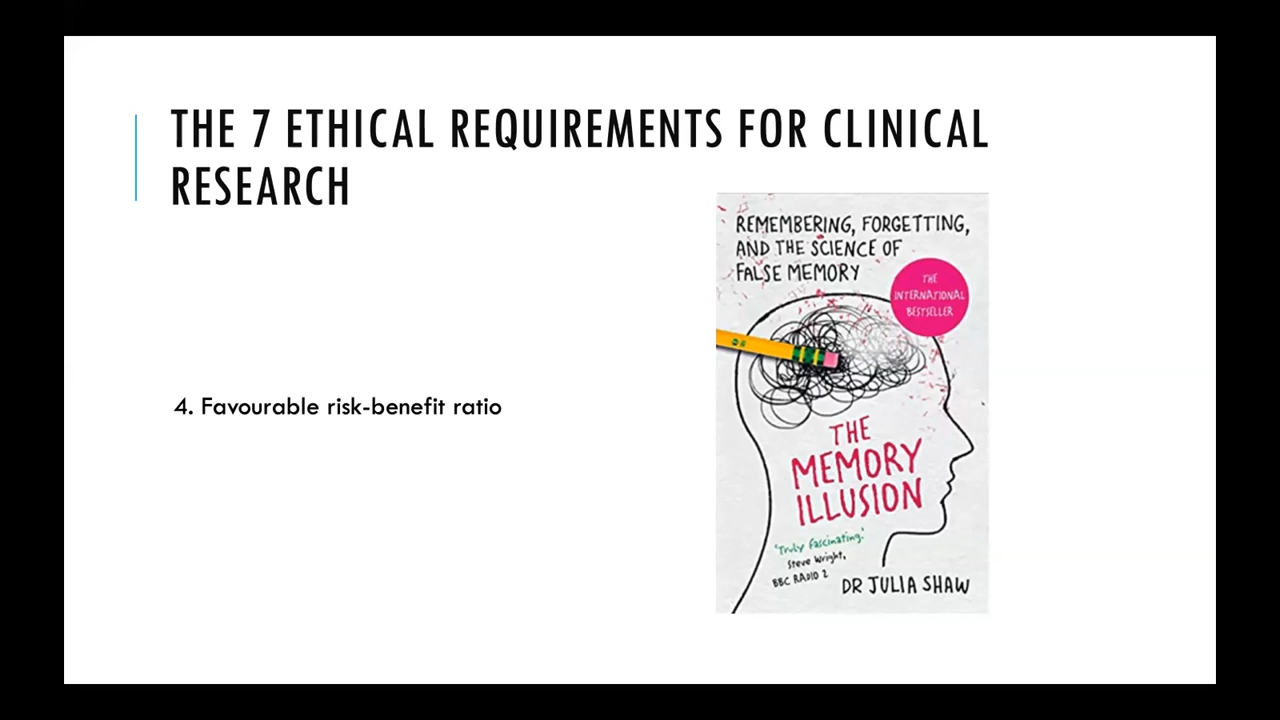 THE 7 ETHICAL REQUIREMENTS FOR CLINICAL
RESEARCH
4. Favourable risk-benefit ratio
REMEMBERING, FORGETTING,
AND THE SCIENCE OF
FALSE MEMORY
THE
INTERNATIONAL
BESTSELLER
THE
MEMORY
ILLUSION
'Truly fascinating.'
Steve Wright,
BBC RADIO 2
DR JULIA SHAW